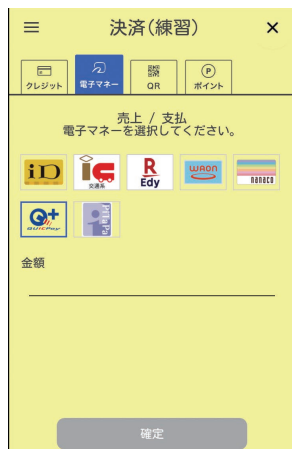 決済(練習)
クレジット
電子マネー
QR
ポイント
売上 / 支払
電子マネーを選択してください。
iD
交通系
R Edy
WAON
nanaco
Q+ QUICPay
PiTaPa
金額
確定